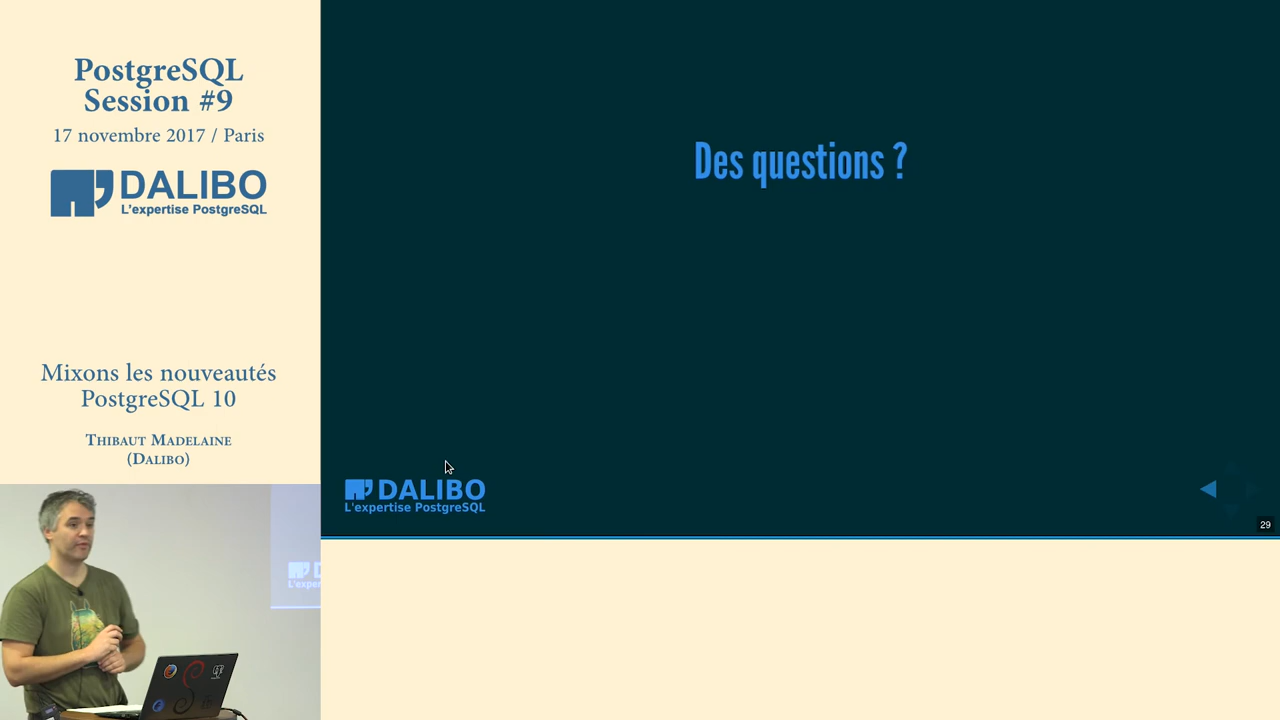 PostgreSQL
Session #9
17 novembre 2017 / Paris
DALIBO
L'expertise PostgreSQL
Mixons les nouveautés
PostgreSQL 10
Thibaut Madelaine
(Dalibo)
Des questions ?
DALIBO
L'expertise PostgreSQL
29